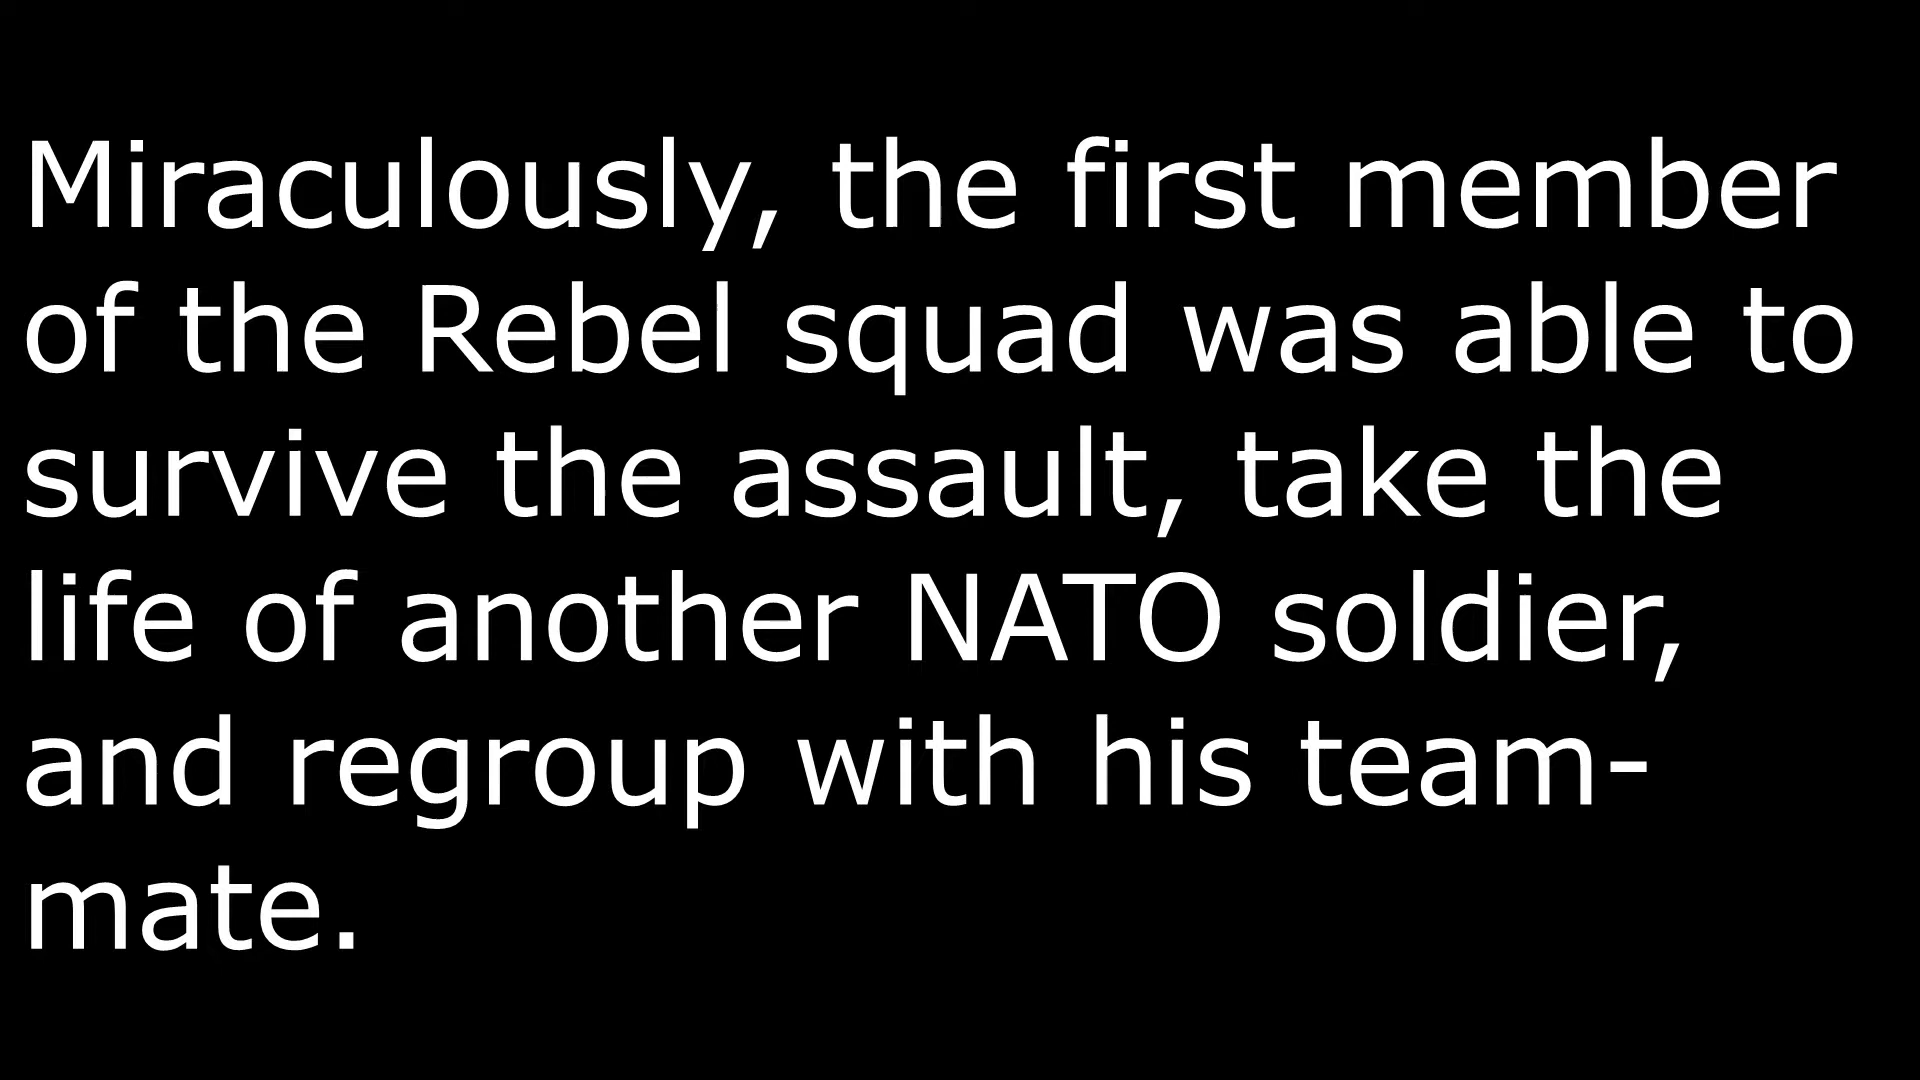 Miraculously, the first member
of the Rebel squad was able to
survive the assault, take the
life of another NATO soldier,
and regroup with his team-
mate.